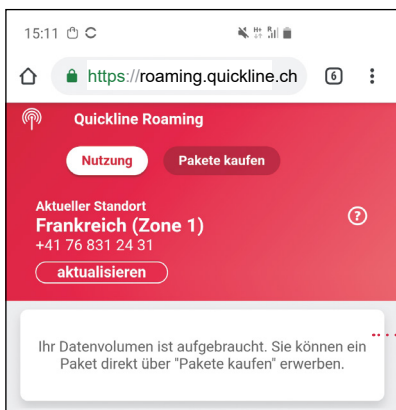 15:11
https://roaming.quickline.ch 6
Quickline Roaming
Nutzung Pakete kaufen
Aktueller Standort
Frankreich (Zone 1)
+41 76 831 24 31
aktualisieren
Ihr Datenvolumen ist aufgebraucht. Sie können ein
Paket direkt über "Pakete kaufen" erwerben.